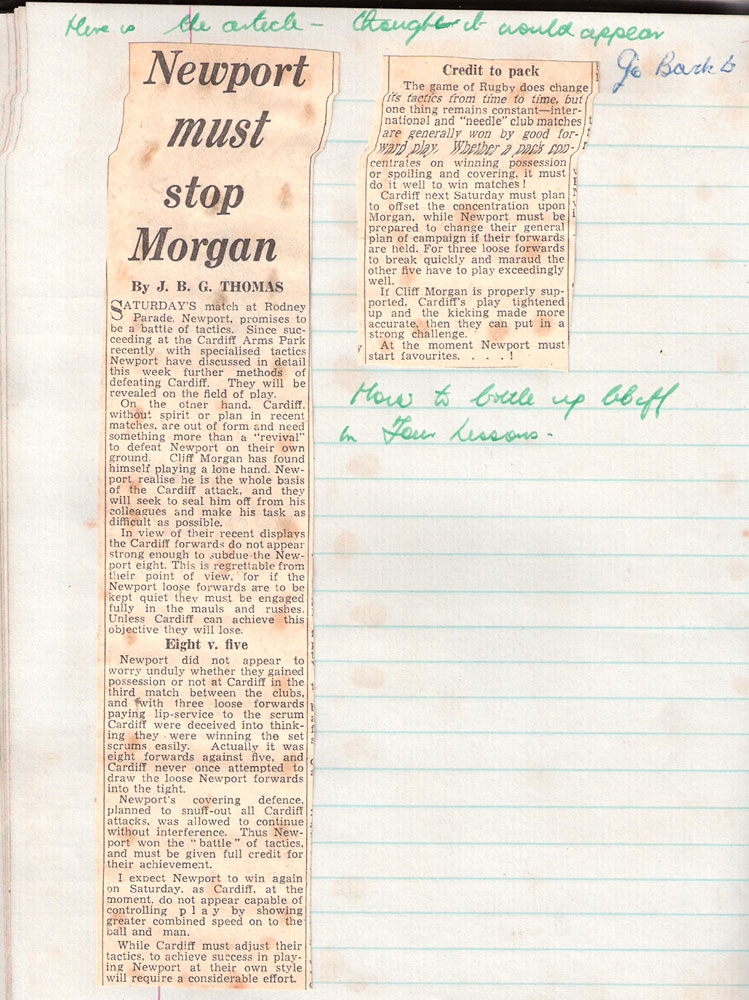 Here is the article - thought it would appear
Go Back to
Newport
must
stop
Morgan
By J. B. G. THOMAS
SATURDAY'S match at Rodney
Parade, Newport, promises to
be a battle of tactics. Since suc-
ceeding at the Cardiff Arms Park
recently with specialised tactics
Newport have discussed in detail
this week further methods of
defeating Cardiff. They will be
revealed on the field of play.
On the other hand, Cardiff,
without spirit or plan in recent
matches, are out of form and need
something more than a "revival"
to defeat Newport on their own
ground. Cliff Morgan has found
himself playing a lone hand. New-
port realise he is the whole basis
of the Cardiff attack, and they
will seek to seal him off from his
colleagues and make his task as
difficult as possible.
In view of their recent displays
the Cardiff forwards do not appear
strong enough to subdue the New-
port eight. This is regrettable from
their point of view, for if the
Newport loose forwards are to be
kept quiet they must be engaged
fully in the mauls and rushes.
Unless Cardiff can achieve this
objective they will lose.
Eight v. five
Newport did not appear to
worry unduly whether they gained
possession or not at Cardiff in the
third match between the clubs,
and with three loose forwards
paying lip-service to the scrum
Cardiff were deceived into think-
ing they were winning the set
scrums easily. Actually it was
eight forwards against five, and
Cardiff never once attempted to
draw the loose Newport forwards
into the tight.
Newport's covering defence,
planned to snuff-out all Cardiff
attacks, was allowed to continue
without interference. Thus New-
port won the "battle" of tactics,
and must be given full credit for
their achievement.
I expect Newport to win again
on Saturday, as Cardiff, at the
moment, do not appear capable of
controlling play by showing
greater combined speed on to the
ball and man.
While Cardiff must adjust their
tactics, to achieve success in play-
ing Newport at their own style
will require a considerable effort.
Credit to pack
The game of Rugby does change
its tactics from time to time, but
one thing remains constant—inter-
national and "needle" club matches
are generally won by good for-
ward play. Whether a pack con-
centrates on winning possession
or spoiling and covering, it must
do it well to win matches!
Cardiff next Saturday must plan
to offset the concentration upon
Morgan, while Newport must be
prepared to change their general
plan of campaign if their forwards
are held. For three loose forwards
to break quickly and maraud the
other five have to play exceedingly
well.
If Cliff Morgan is properly sup-
ported, Cardiff's play tightened
up and the kicking made more
accurate, then they can put in a
strong challenge.
At the moment Newport must
start favourites. . . . !
How to bottle up Cliff
in Four Lessons.